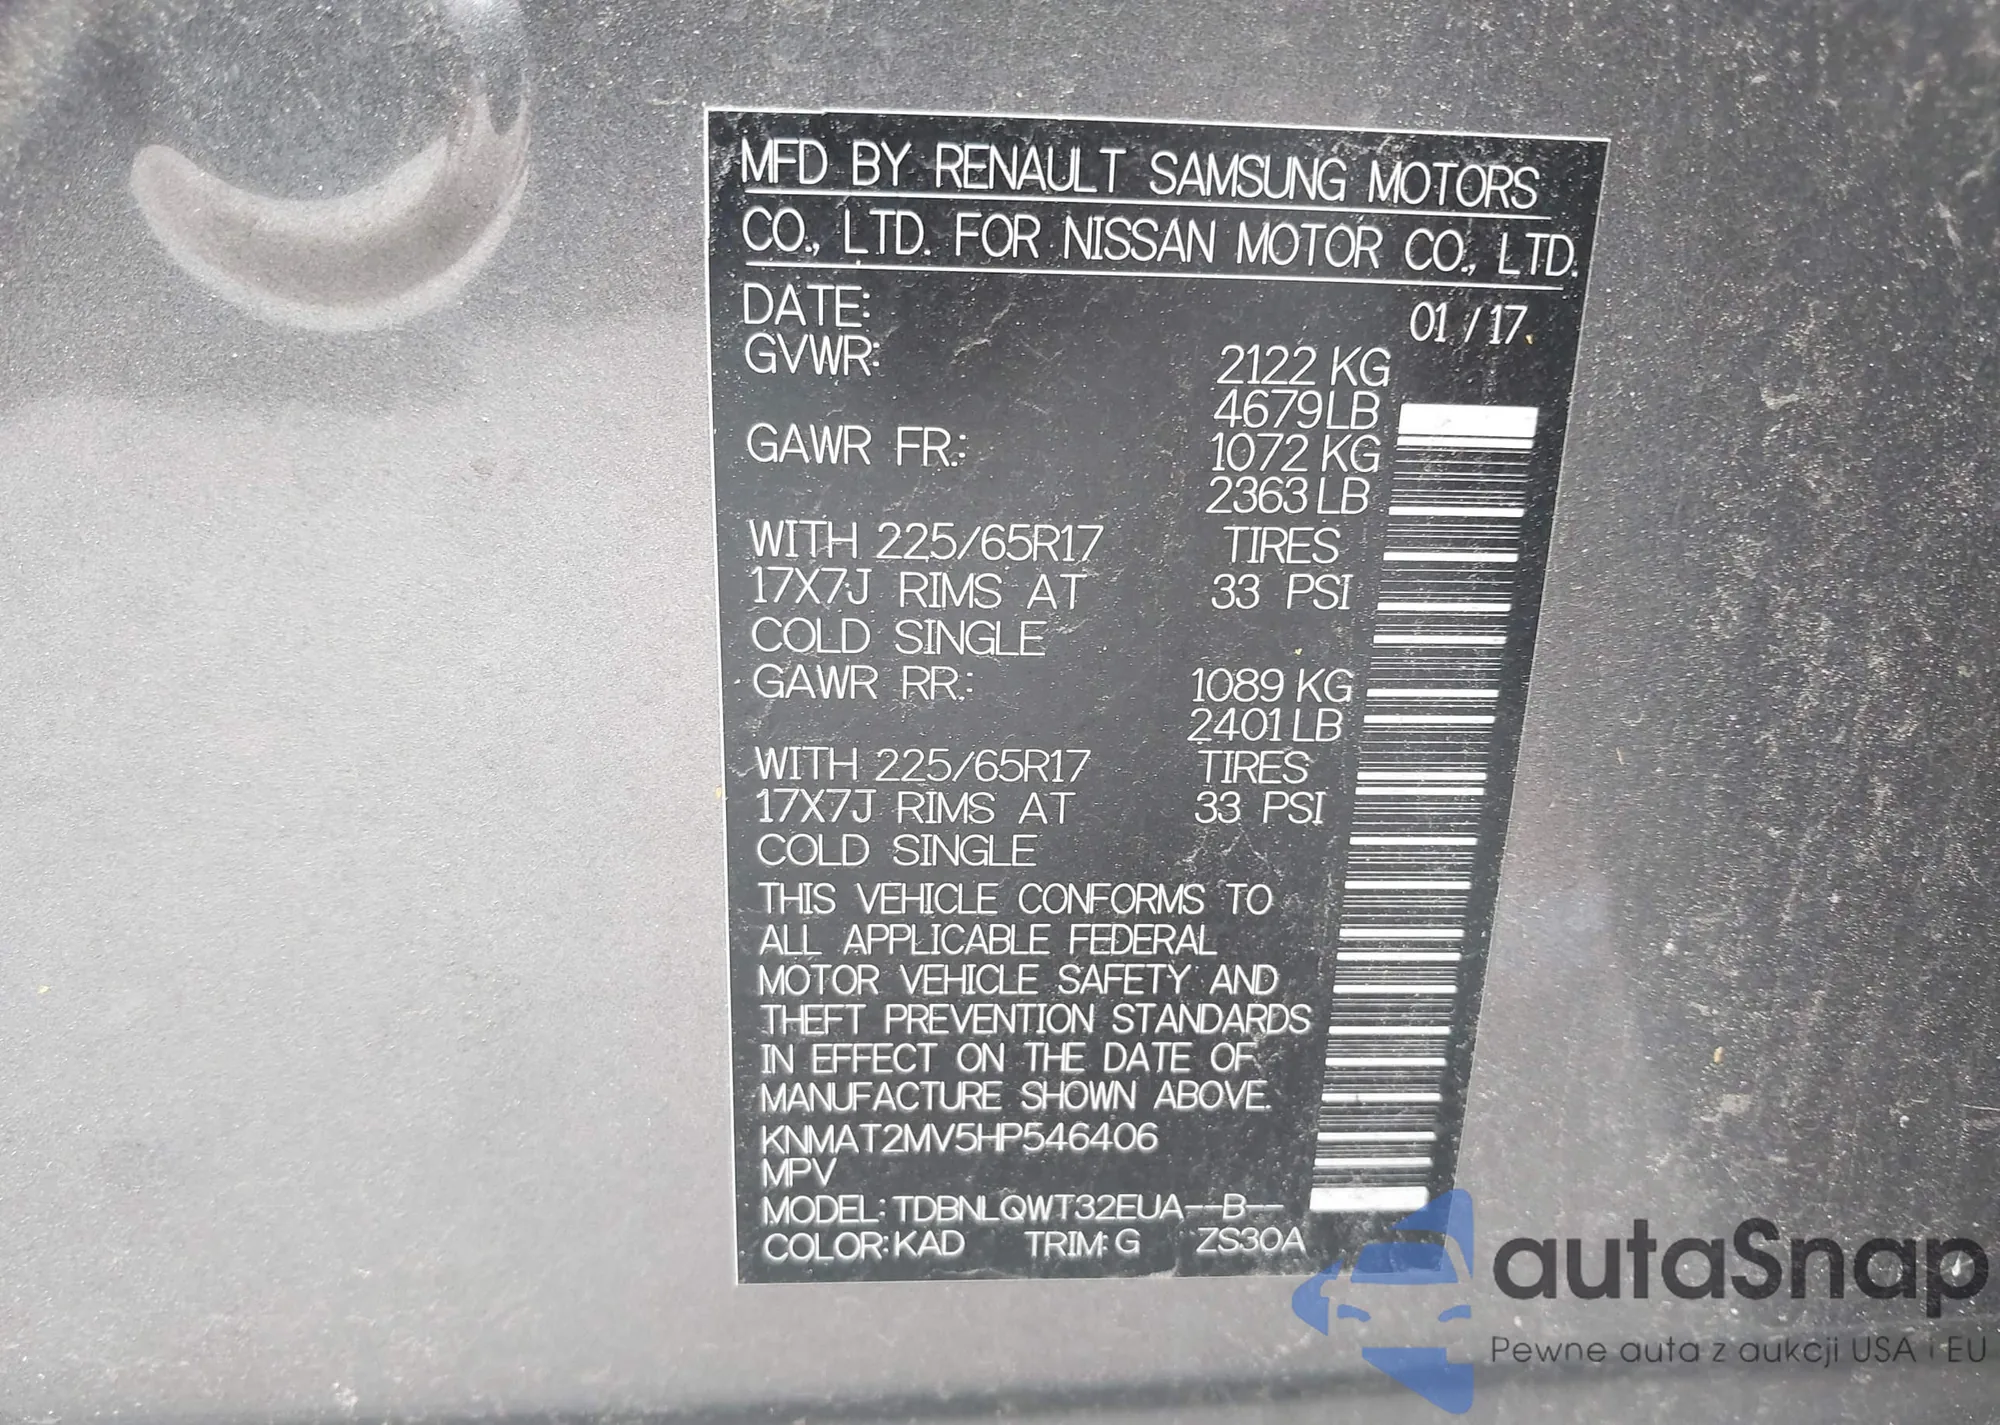 MFD BY RENAULT SAMSUNG MOTORS
CO., LTD. FOR NISSAN MOTOR CO., LTD.
DATE: 01 / 17
GVWR: 2122 KG
4679 LB
GAWR FR.: 1072 KG
2363 LB
WITH 225/65R17 TIRES
17X7J RIMS AT 33 PSI
COLD SINGLE
GAWR RR.: 1089 KG
2401 LB
WITH 225/65R17 TIRES
17X7J RIMS AT 33 PSI
COLD SINGLE
THIS VEHICLE CONFORMS TO
ALL APPLICABLE FEDERAL
MOTOR VEHICLE SAFETY AND
THEFT PREVENTION STANDARDS
IN EFFECT ON THE DATE OF
MANUFACTURE SHOWN ABOVE.
KNMAT2MV5HP546406
MPV
MODEL: TDBNLQWT32EUA--B--
COLOR: KAD TRIM: G ZS30A
autaSnap
Pewne auta z aukcji USA i EU